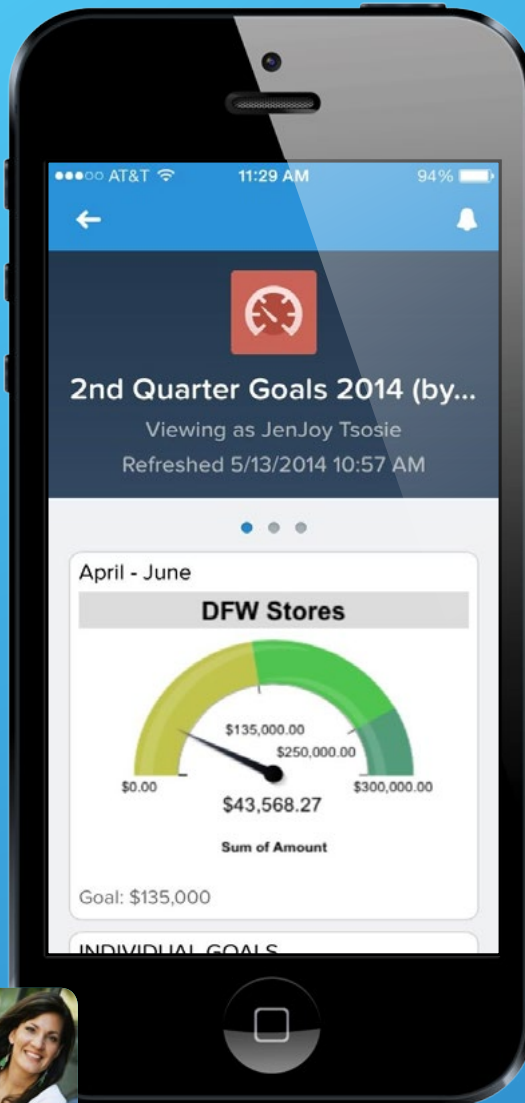 AT&T 11:29 AM 94%
2nd Quarter Goals 2014 (by...
Viewing as JenJoy Tsosie
Refreshed 5/13/2014 10:57 AM
April - June
DFW Stores
$135,000.00
$250,000.00
$0.00
$300,000.00
$43,568.27
Sum of Amount
Goal: $135,000
INDIVIDUAL GOALS